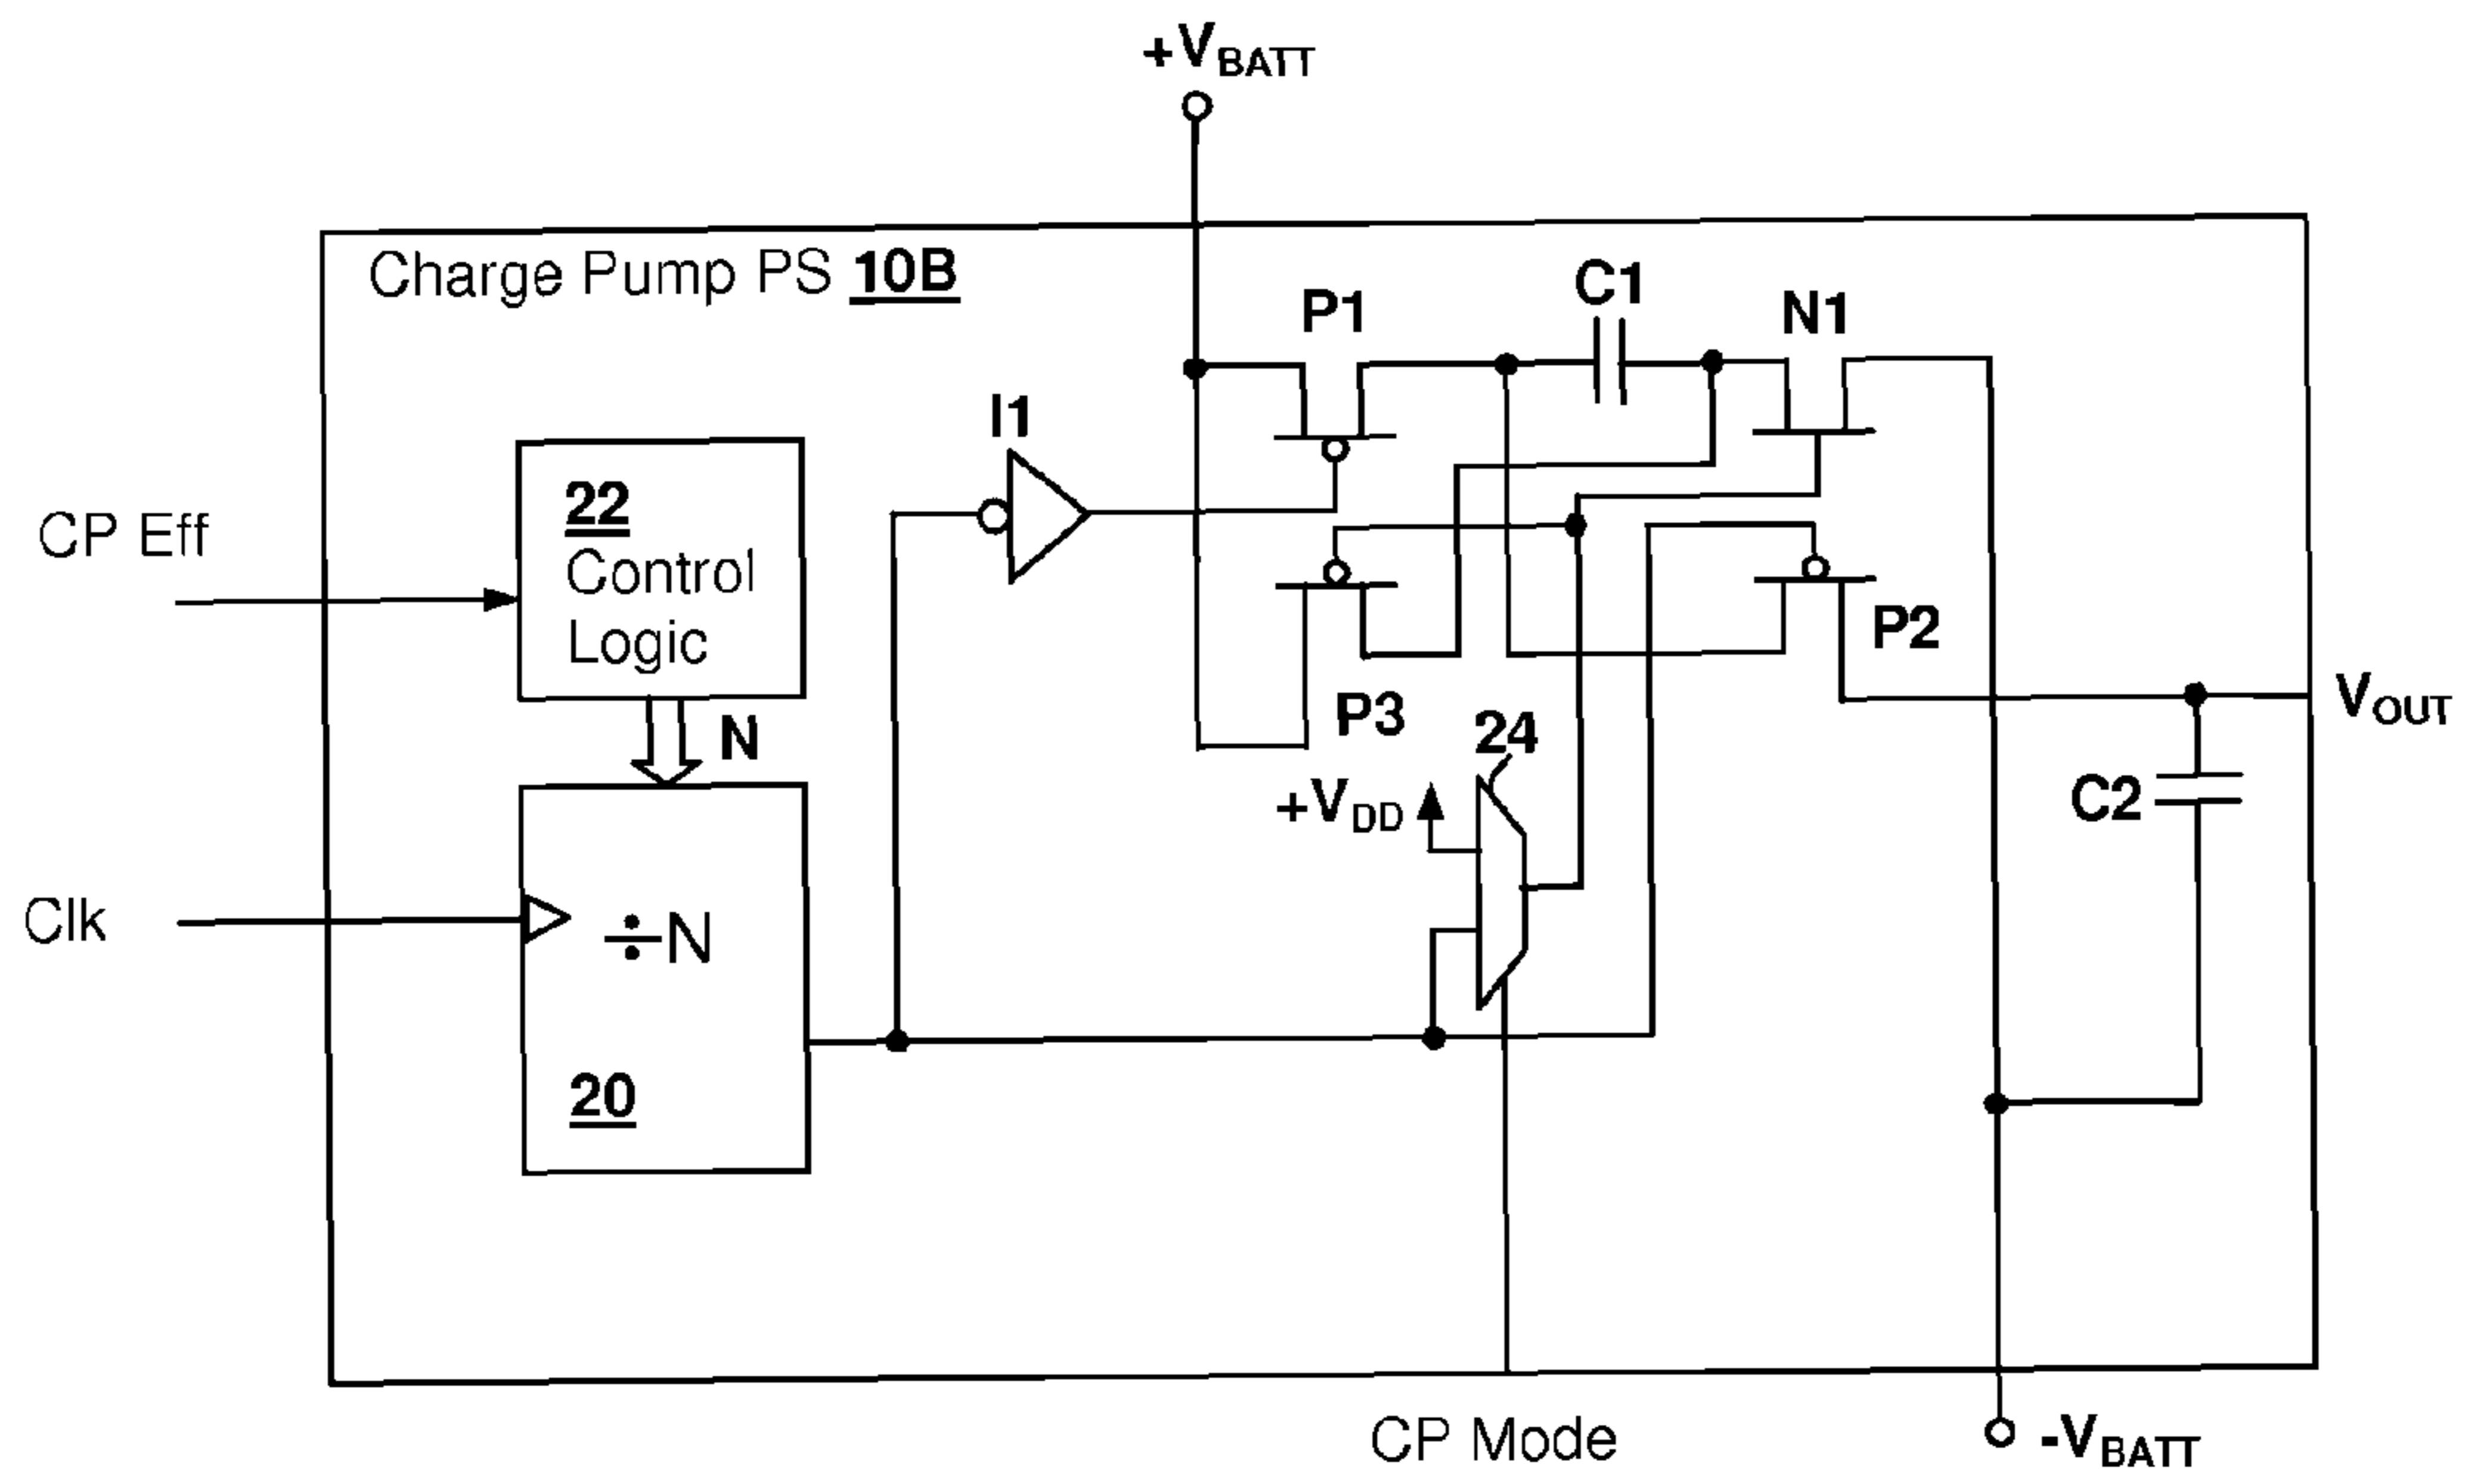 +VBATT
Charge Pump PS 10B
P1
C1
N1
I1
22
Control
Logic
CP Eff
P2
N
P3
24
VOUT
+VDD
C2
Clk
÷N
20
CP Mode
-VBATT